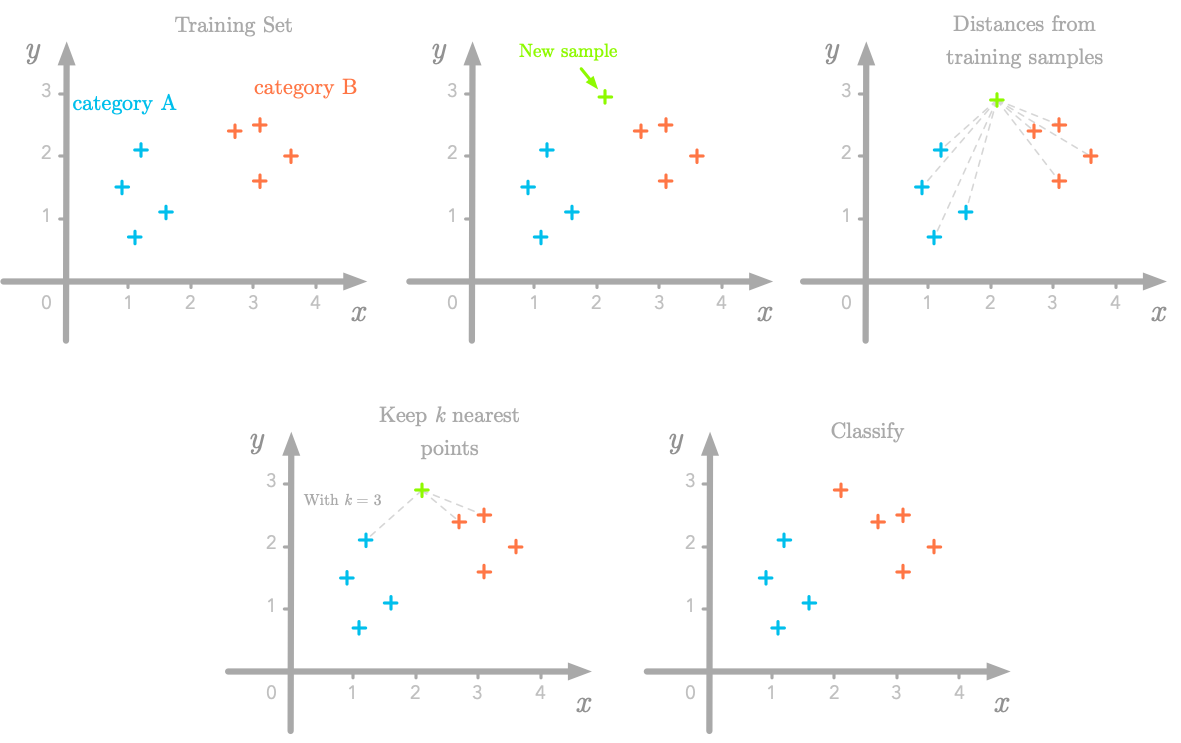 Training Set
y
3
2
1
0
1
2
3
4
x
category A
category B
y
3
2
1
0
1
2
3
4
x
New sample
Distances from
training samples
y
3
2
1
0
1
2
3
4
x
Keep k nearest
points
y
3
2
1
0
1
2
3
4
x
With k = 3
Classify
y
3
2
1
0
1
2
3
4
x